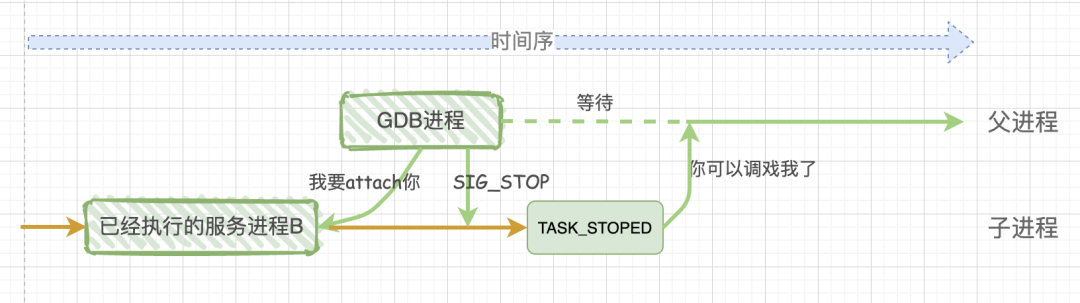 时间序
GDB进程
等待
父进程
我要attach你
SIG_STOP
你可以调戏我了
已经执行的服务进程B
TASK_STOPED
子进程